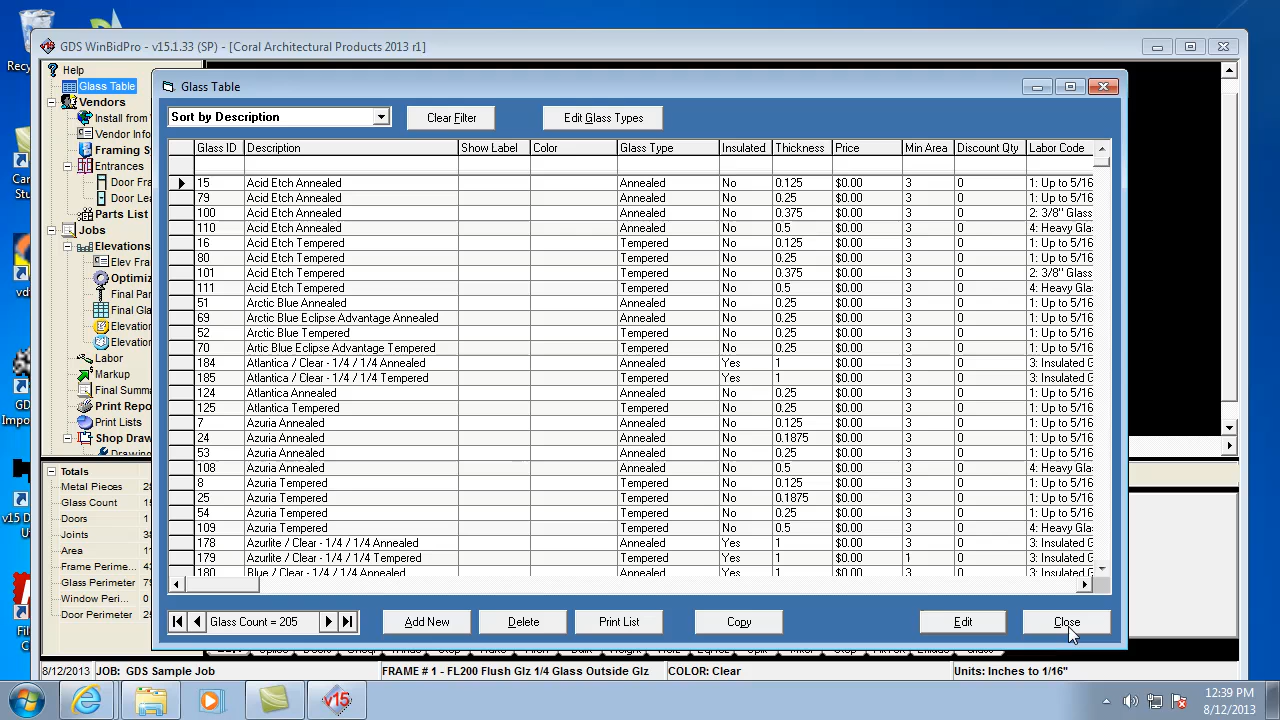 GDS WinBidPro - v15.1.33 (SP) - [Coral Architectural Products 2013 r1]
Help
Glass Table
Vendors
Install from
Vendor Info
Framing Sy
Entrances
Door Fra
Door Lea
Parts List
Jobs
Elevations
Elev Fra
Optimiz
Final Par
Final Gla
Elevation
Elevation
Labor
Markup
Final Summa
Print Repo
Print Lists
Shop Draw
Totals
Metal Pieces
Glass Count
Doors 1
Joints
Area
Frame Perime...
Glass Perimeter
Window Peri...
Door Perimeter
Glass Table
Sort by Description
Clear Filter
Edit Glass Types
Glass ID Description Show Label Color Glass Type Insulated Thickness Price Min Area Discount Qty Labor Code
15 Acid Etch Annealed Annealed No 0.125 $0.00 3 0 1: Up to 5/16
79 Acid Etch Annealed Annealed No 0.25 $0.00 3 0 1: Up to 5/16
100 Acid Etch Annealed Annealed No 0.375 $0.00 3 0 2: 3/8" Glass
110 Acid Etch Annealed Annealed No 0.5 $0.00 3 0 4: Heavy Gla
16 Acid Etch Tempered Tempered No 0.125 $0.00 3 0 1: Up to 5/16
80 Acid Etch Tempered Tempered No 0.25 $0.00 3 0 1: Up to 5/16
101 Acid Etch Tempered Tempered No 0.375 $0.00 3 0 2: 3/8" Glass
111 Acid Etch Tempered Tempered No 0.5 $0.00 3 0 4: Heavy Gla
51 Arctic Blue Annealed Annealed No 0.25 $0.00 3 0 1: Up to 5/16
69 Arctic Blue Eclipse Advantage Annealed Annealed No 0.25 $0.00 3 0 1: Up to 5/16
52 Arctic Blue Tempered Tempered No 0.25 $0.00 3 0 1: Up to 5/16
70 Artic Blue Eclipse Advantage Tempered Tempered No 0.25 $0.00 3 0 1: Up to 5/16
184 Atlantica / Clear - 1/4 / 1/4 Annealed Annealed Yes 1 $0.00 3 0 3: Insulated G
185 Atlantica / Clear - 1/4 / 1/4 Tempered Tempered Yes 1 $0.00 3 0 3: Insulated G
124 Atlantica Annealed Annealed No 0.25 $0.00 3 0 1: Up to 5/16
125 Atlantica Tempered Tempered No 0.25 $0.00 3 0 1: Up to 5/16
7 Azuria Annealed Annealed No 0.125 $0.00 3 0 1: Up to 5/16
24 Azuria Annealed Annealed No 0.1875 $0.00 3 0 1: Up to 5/16
53 Azuria Annealed Annealed No 0.25 $0.00 3 0 1: Up to 5/16
108 Azuria Annealed Annealed No 0.5 $0.00 3 0 4: Heavy Gla
8 Azuria Tempered Tempered No 0.125 $0.00 3 0 1: Up to 5/16
25 Azuria Tempered Tempered No 0.1875 $0.00 3 0 1: Up to 5/16
54 Azuria Tempered Tempered No 0.25 $0.00 3 0 1: Up to 5/16
109 Azuria Tempered Tempered No 0.5 $0.00 3 0 4: Heavy Gla
178 Azurlite / Clear - 1/4 / 1/4 Annealed Annealed Yes 1 $0.00 3 0 3: Insulated G
179 Azurlite / Clear - 1/4 / 1/4 Tempered Tempered Yes 1 $0.00 1 0 3: Insulated G
180 Blue / Clear - 1/4 / 1/4 Annealed Annealed Yes 1 $0.00 3 0 3: Insulated G
Glass Count = 205
Add New
Delete
Print List
Copy
Edit
Close
8/12/2013 JOB: GDS Sample Job FRAME # 1 - FL200 Flush Glz 1/4 Glass Outside Glz COLOR: Clear Units: Inches to 1/16"
v15
12:39 PM
8/12/2013